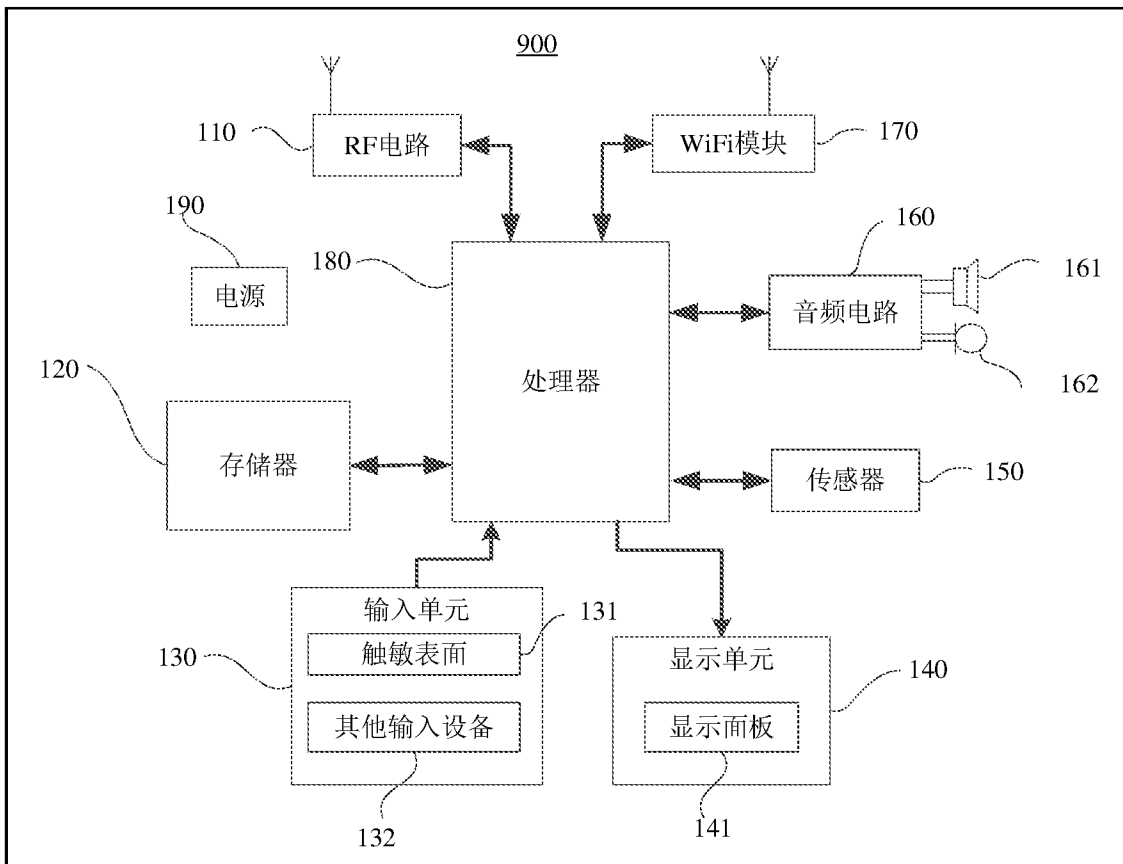 900
110
RF电路
WiFi模块
170
190
电源
180
处理器
160
音频电路
161
162
120
存储器
传感器
150
输入单元
131
触敏表面
130
其他输入设备
132
显示单元
140
显示面板
141